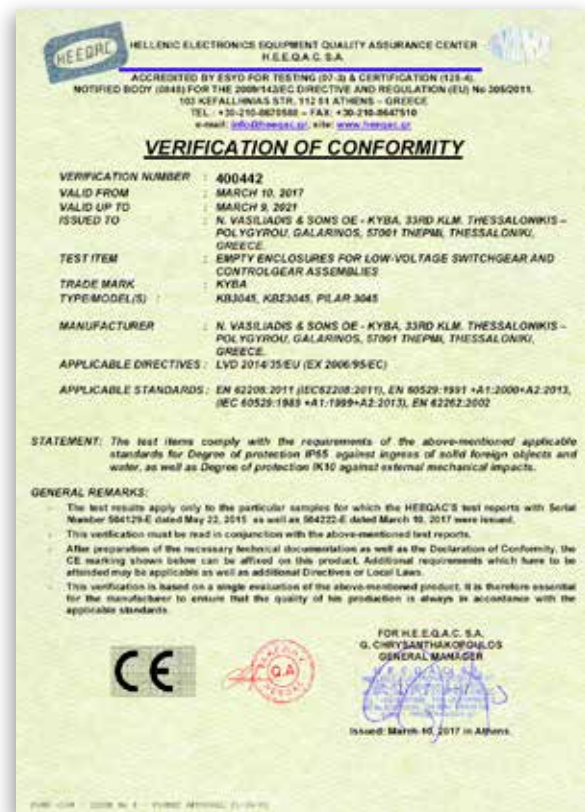 HEEQAC
HELLENIC ELECTRONICS EQUIPMENT QUALITY ASSURANCE CENTER
H.E.E.Q.A.C. S.A.
ACCREDITED BY ESYD FOR TESTING (07-3) & CERTIFICATION (125-4),
NOTIFIED BODY (0848) FOR THE 2009/142/EC DIRECTIVE AND REGULATION (EU) No 305/2011.
103 KEFALLHNIAS STR, 112 51 ATHENS – GREECE
TEL.: +30-210-8670588 – FAX: +30-210-8647510
e-mail: info@heeqac.gr, site: www.heeqac.gr
VERIFICATION OF CONFORMITY
VERIFICATION NUMBER : 400442
VALID FROM : MARCH 10, 2017
VALID UP TO : MARCH 9, 2021
ISSUED TO : N. VASILIADIS & SONS OE - KYBA, 33RD KLM. THESSALONIKIS –
POLYGYROU, GALARINOS, 57001 THEPMI, THESSALONIKI,
GREECE.
TEST ITEM : EMPTY ENCLOSURES FOR LOW-VOLTAGE SWITCHGEAR AND
CONTROLGEAR ASSEMBLIES
TRADE MARK : KYBA
TYPE/MODEL(S) : KB3045, KBS3045, PILAR 3045
MANUFACTURER : N. VASILIADIS & SONS OE - KYBA, 33RD KLM. THESSALONIKIS –
POLYGYROU, GALARINOS, 57001 THEPMI, THESSALONIKI,
GREECE.
APPLICABLE DIRECTIVES : LVD 2014/35/EU (EX 2006/95/EC)
APPLICABLE STANDARDS : EN 62208:2011 (IEC62208:2011), EN 60529:1991 +A1:2000+A2:2013,
(IEC 60529:1989 +A1:1999+A2:2013), EN 62262:2002
STATEMENT: The test items comply with the requirements of the above-mentioned applicable
standards for Degree of protection IP65 against ingress of solid foreign objects and
water, as well as Degree of protection IK10 against external mechanical impacts.
GENERAL REMARKS:
- The test results apply only to the particular samples for which the HEEQAC'S test reports with Serial
Number 504129-E dated May 22, 2015 as well as 504222-E dated March 10, 2017 were issued.
- This verification must be read in conjunction with the above-mentioned test reports.
- After preparation of the necessary technical documentation as well as the Declaration of Conformity, the
CE marking shown below can be affixed on this product. Additional requirements which have to be
attended may be applicable as well as additional Directives or Local Laws.
- This verification is based on a single evaluation of the above-mentioned product. It is therefore essential
for the manufacturer to ensure that the quality of his production is always in accordance with the
applicable standards.
FOR H.E.E.Q.A.C. S.A.
G. CHRYSANTHAKOPOULOS
GENERAL MANAGER
CE
Q.A
HEEQAC
Issued: March 10, 2017 in Athens.